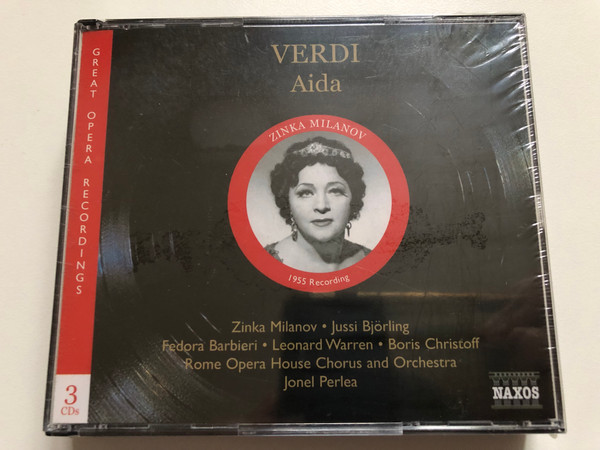 GREAT OPERA RECORDINGS
VERDI
Aida
ZINKA MILANOV
1955 Recording
Zinka Milanov • Jussi Björling
Fedora Barbieri • Leonard Warren • Boris Christoff
Rome Opera House Chorus and Orchestra
Jonel Perlea
3
CDs
NAXOS